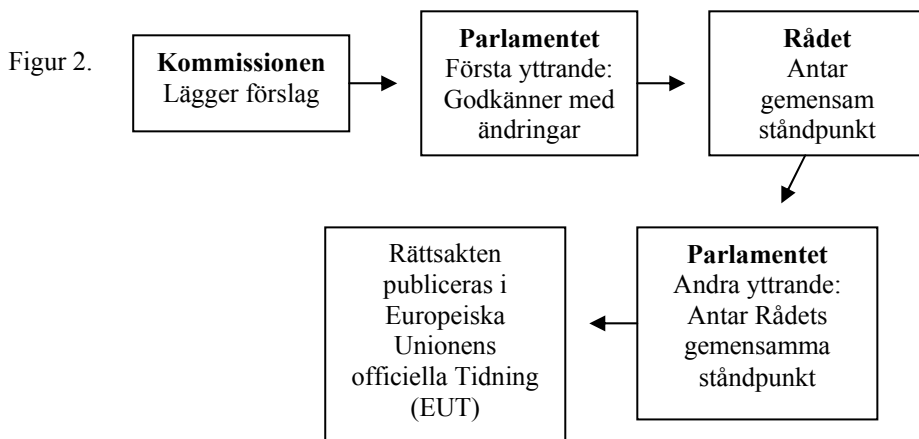 Figur 2.
Kommissionen
Lägger förslag
Parlamentet
Första yttrande:
Godkänner med
ändringar
Rådet
Antar
gemensam
ståndpunkt
Parlamentet
Andra yttrande:
Antar Rådets
gemensamma
ståndpunkt
Rättsakten
publiceras i
Europeiska
Unionens
officiella Tidning
(EUT)